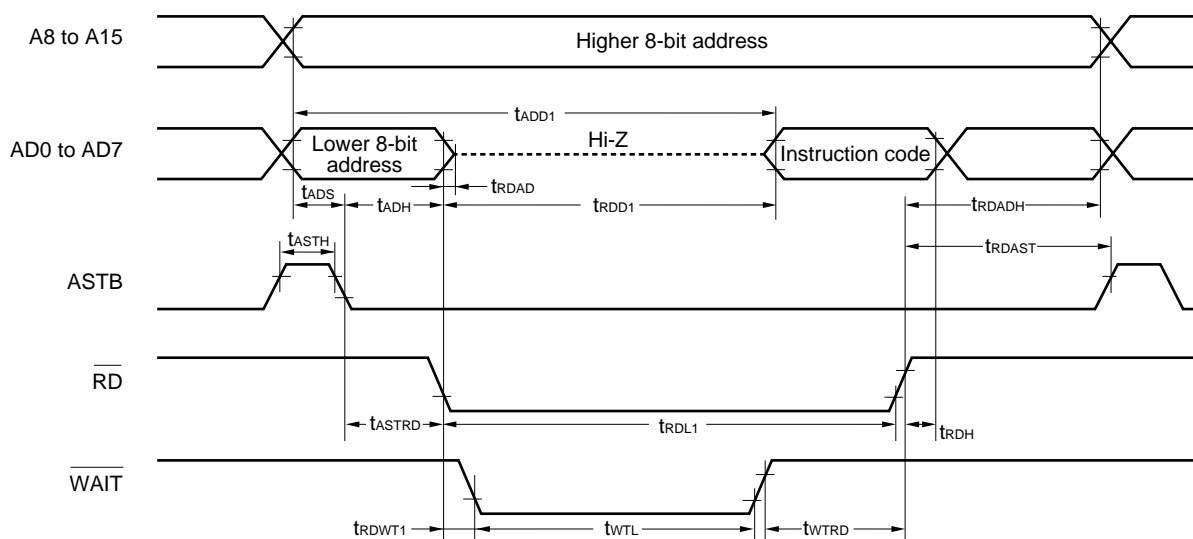 A8 to A15
Higher 8-bit address
tADD1
AD0 to AD7
Lower 8-bit
address
Hi-Z
Instruction code
tADS
tADH
tRDAD
tRDD1
tRDADH
tASTH
tRDAST
ASTB
RD
tASTRD
tRDL1
tRDH
WAIT
tRDWT1
tWTL
tWTRD